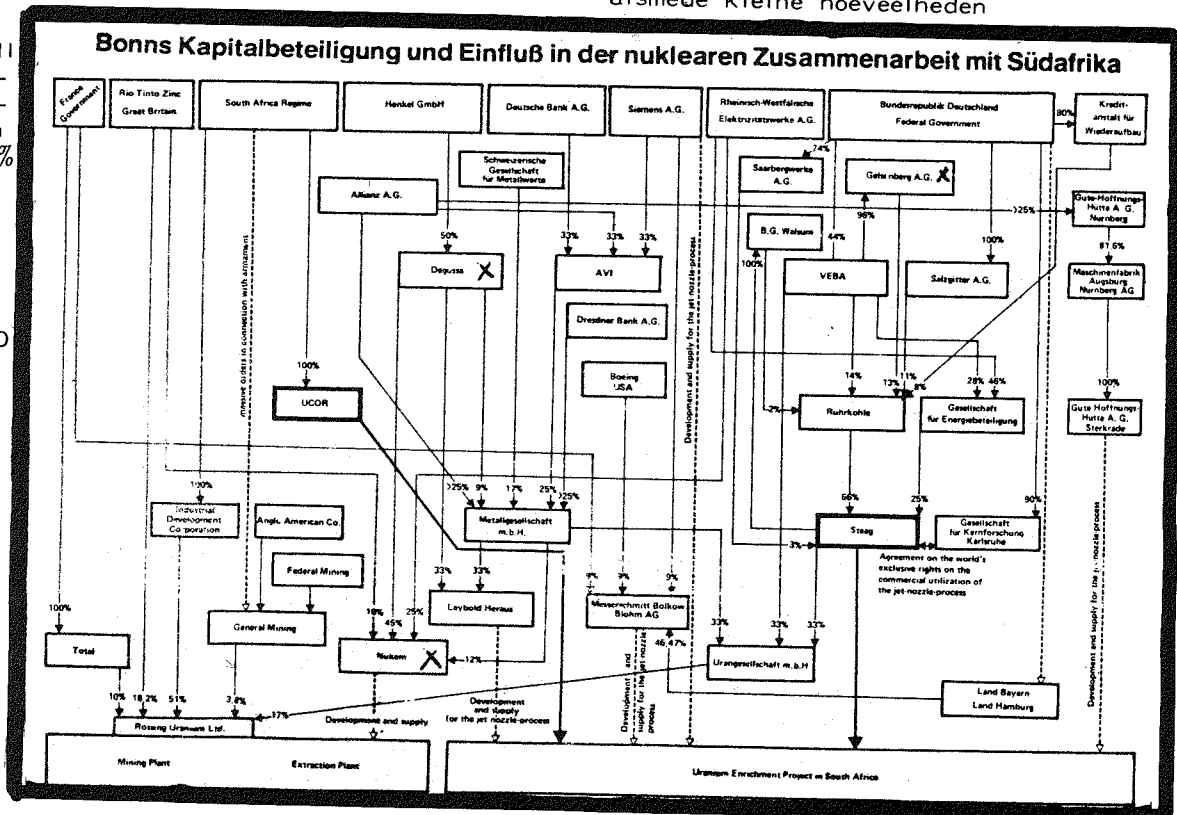 alsmede kleine hoeveelheden
%
Bonns Kapitalbeteiligung und Einfluß in der nuklearen Zusammenarbeit mit Südafrika
France
Government
Rio Tinto Zinc
Great Britain
South Africa Regime
Henkel GmbH
Deutsche Bank A.G.
Siemens A.G.
Rheinisch-Westfälische
Elektrizitätswerke A.G.
Bundesrepublik Deutschland
Federal Government
80%
Kredit-
anstalt für
Wiederaufbau
Schweizerische
Gesellschaft
für Metallwerte
74%
Saarbergwerke
A.G.
Gelsenberg A.G. X
Allianz A.G.
>25%
Gute-Hoffnungs-
Hütte A. G.
Nurnberg
50%
33%
33%
33%
B.G. Walsum
96%
44%
100%
81,6%
Degussa X
AVI
100%
VEBA
Salzgitter A.G.
Maschinenfabrik
Augsburg
Nurnberg AG
massive orders in connection with armament
Development and supply for the jet-nozzle-process
Dresdner Bank A.G.
Boeing
USA
100%
UCOR
14%
13%
11%
8%
28%
46%
100%
2%
Ruhrkohle
Gesellschaft
für Energiebeteiligung
Gute Hoffnungs-
Hutte A. G.
Sterkrade
100%
Industrial
Development
Corporation
Anglo American Co.
>25%
9%
17%
25%
>25%
Metallgesellschaft
m.b.H.
66%
25%
90%
Steag
3%
Gesellschaft
für Kernforschung
Karlsruhe
Agreement on the world's
exclusive rights on the
commercial utilization of
the jet-nozzle-process
Federal Mining
33%
33%
9%
9%
9%
Leybold Heraus
Messerschmitt Bolkow
Blohm AG
100%
General Mining
18%
45%
25%
46,47%
33%
33%
33%
Total
Nukem X
12%
Urangesellschaft m.b.H
Land Bayern
Land Hamburg
10%
18,2%
51%
3,8%
17%
Rossing Uranium Ltd.
Development and supply
Development
and supply
for the jet nozzle-process
Development and
supply for the jet nozzle
process
Development and supply for the jet-nozzle-process
Mining Plant
Extraction Plant
Uranium Enrichment Project in South Africa